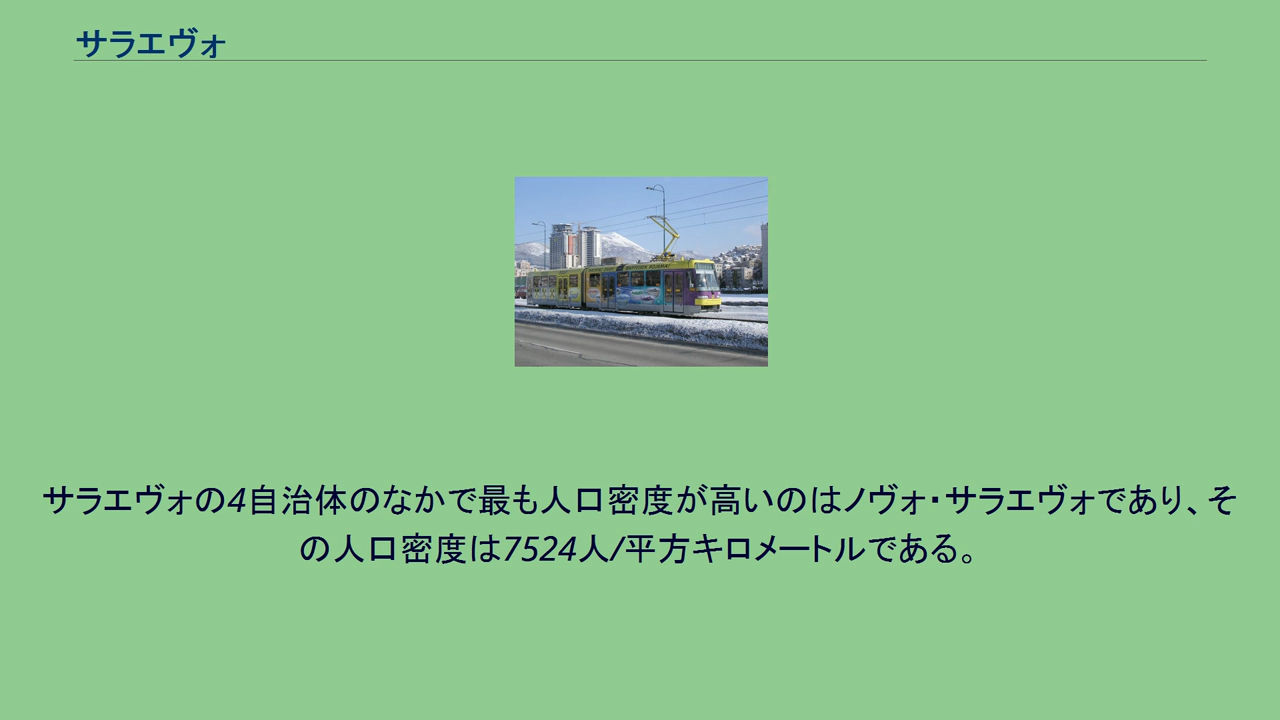 サラエヴォ
サラエヴォの4自治体のなかで最も人口密度が高いのはノヴォ・サラエヴォであり、そ
の人口密度は7524人/平方キロメートルである。